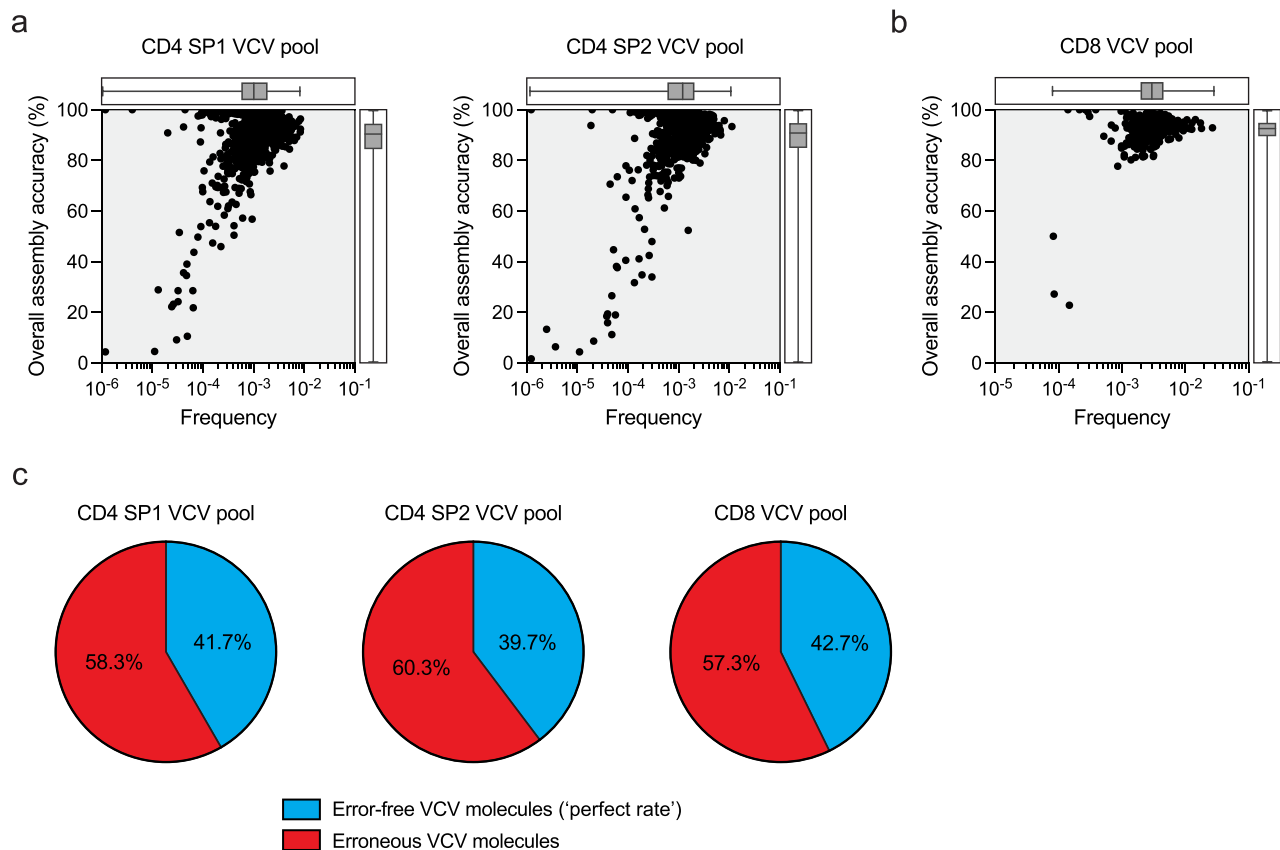 a
b
CD4 SP1 VCV pool
CD4 SP2 VCV pool
CD8 VCV pool
Overall assembly accuracy (%)
100
80
60
40
20
0
10⁻⁶
10⁻⁵
10⁻⁴
10⁻³
10⁻²
10⁻¹
Frequency
Overall assembly accuracy (%)
100
80
60
40
20
0
10⁻⁶
10⁻⁵
10⁻⁴
10⁻³
10⁻²
10⁻¹
Frequency
Overall assembly accuracy (%)
100
80
60
40
20
0
10⁻⁵
10⁻⁴
10⁻³
10⁻²
10⁻¹
Frequency
c
CD4 SP1 VCV pool
CD4 SP2 VCV pool
CD8 VCV pool
58.3%
41.7%
60.3%
39.7%
57.3%
42.7%
Error-free VCV molecules (‘perfect rate’)
Erroneous VCV molecules